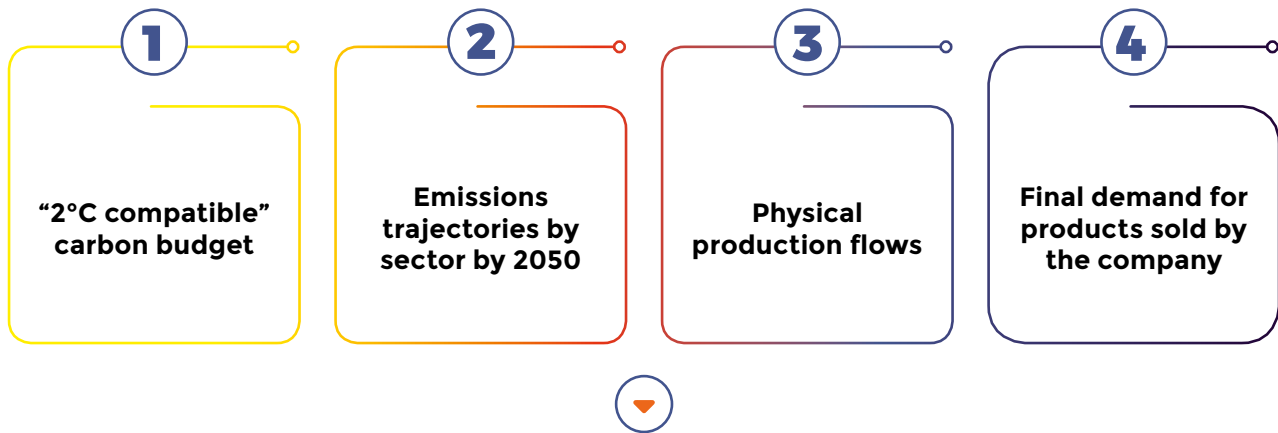 1
“2°C compatible”
carbon budget
2
Emissions
trajectories by
sector by 2050
3
Physical
production flows
4
Final demand for
products sold by
the company